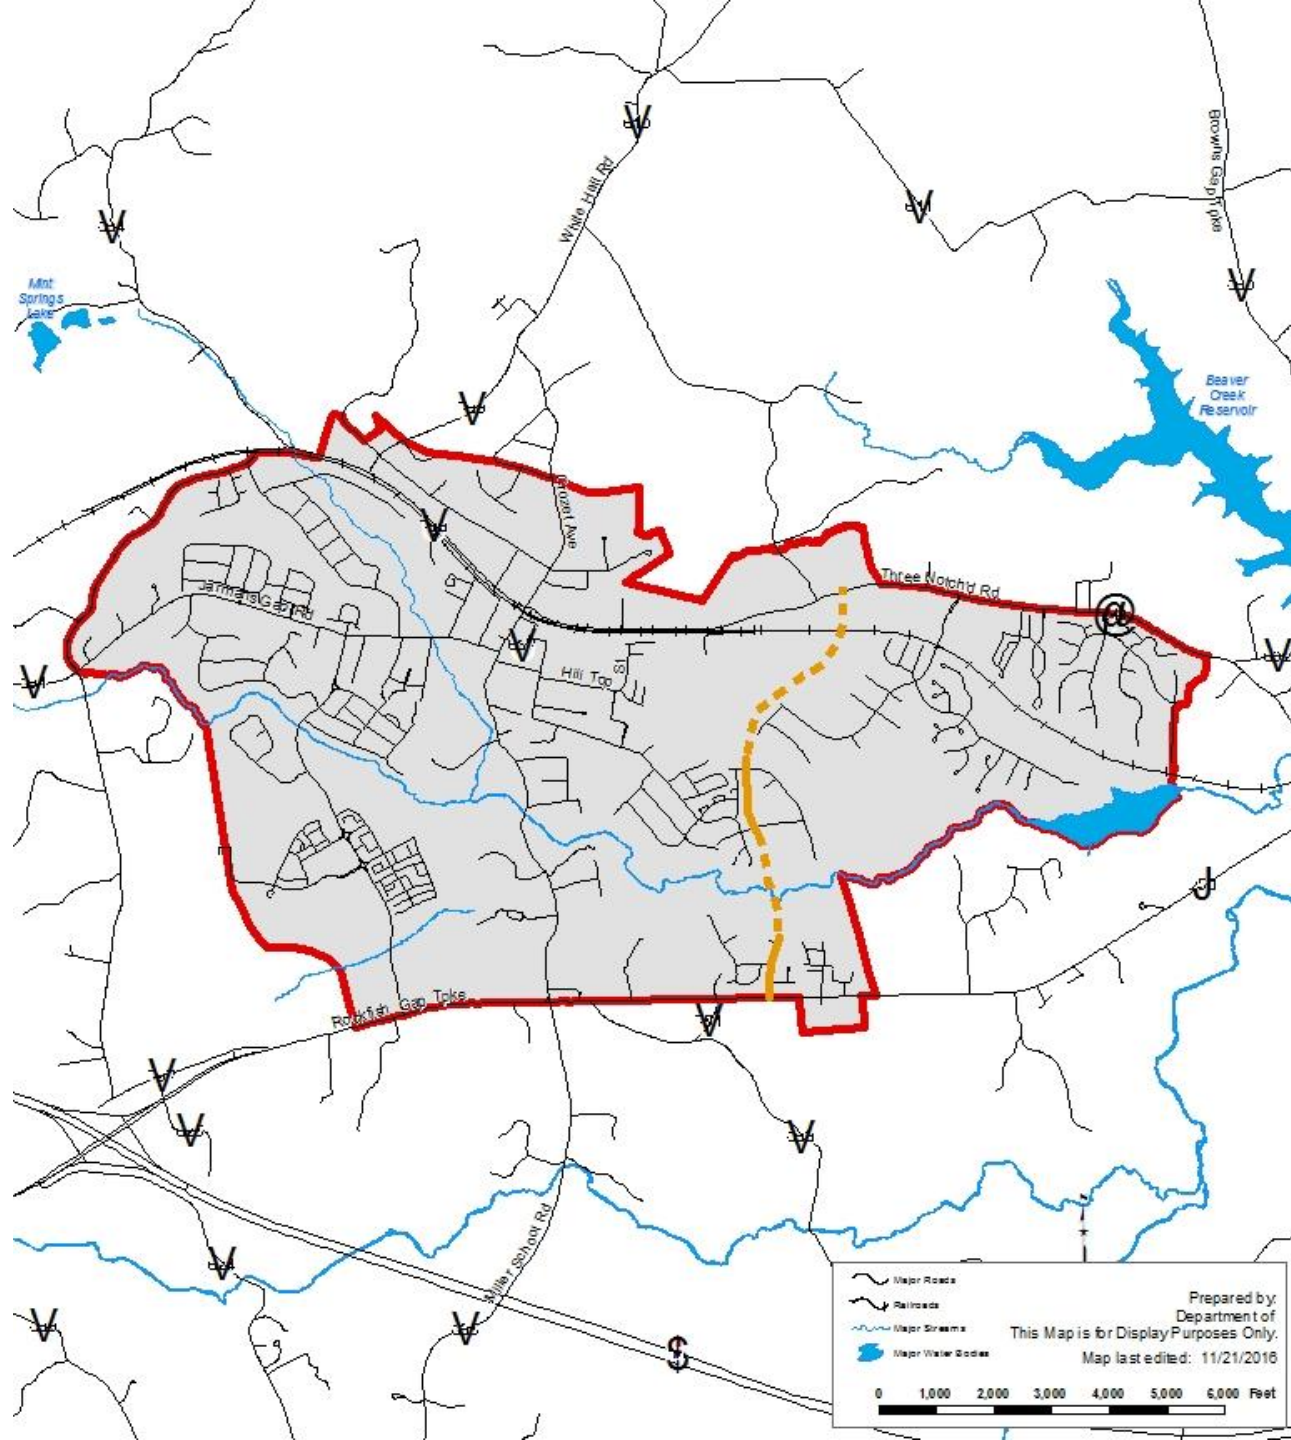 Browns Gap Tpke
White Hall Rd
Mint
Springs
Lake
Beaver
Creek
Reservoir
Crozet Ave
Three Notch'd Rd
@
Jarmans Gap Rd
Hill Top St
Rockfish Gap Tpke
Miller School Rd
Major Roads
Railroads
Major Streams
Major Water Bodies
Prepared by:
Department of
This Map is for Display Purposes Only.
Map last edited: 11/21/2016
0 1,000 2,000 3,000 4,000 5,000 6,000 Feet